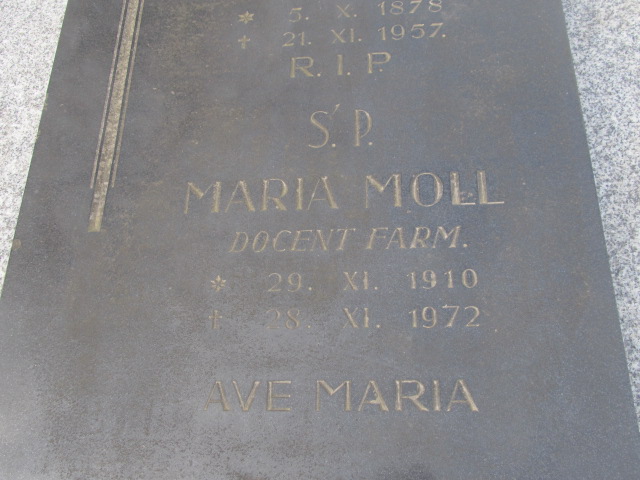 * 5. X. 1878
+ 21. XI. 1957.
R. I. P.
Ś. P.
MARIA MOLL
DOCENT FARM.
* 29. XI. 1910
+ 28. XI. 1972
AVE MARIA